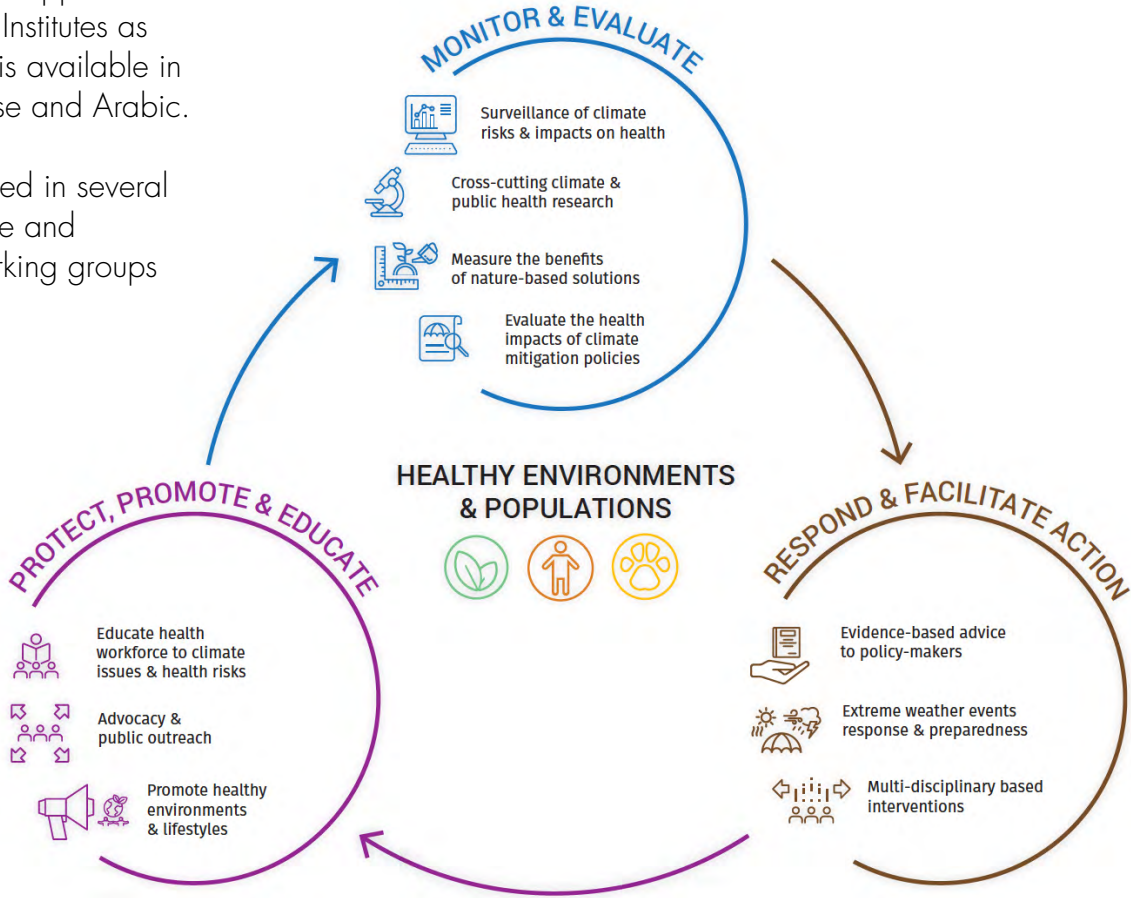 Institutes as
is available in
se and Arabic.
ed in several
e and
rking groups
MONITOR & EVALUATE
Surveillance of climate
risks & impacts on health
Cross-cutting climate &
public health research
Measure the benefits
of nature-based solutions
Evaluate the health
impacts of climate
mitigation policies
HEALTHY ENVIRONMENTS
& POPULATIONS
RESPOND & FACILITATE ACTION
Evidence-based advice
to policy-makers
Extreme weather events
response & preparedness
Multi-disciplinary based
interventions
PROTECT, PROMOTE & EDUCATE
Educate health
workforce to climate
issues & health risks
Advocacy &
public outreach
Promote healthy
environments
& lifestyles